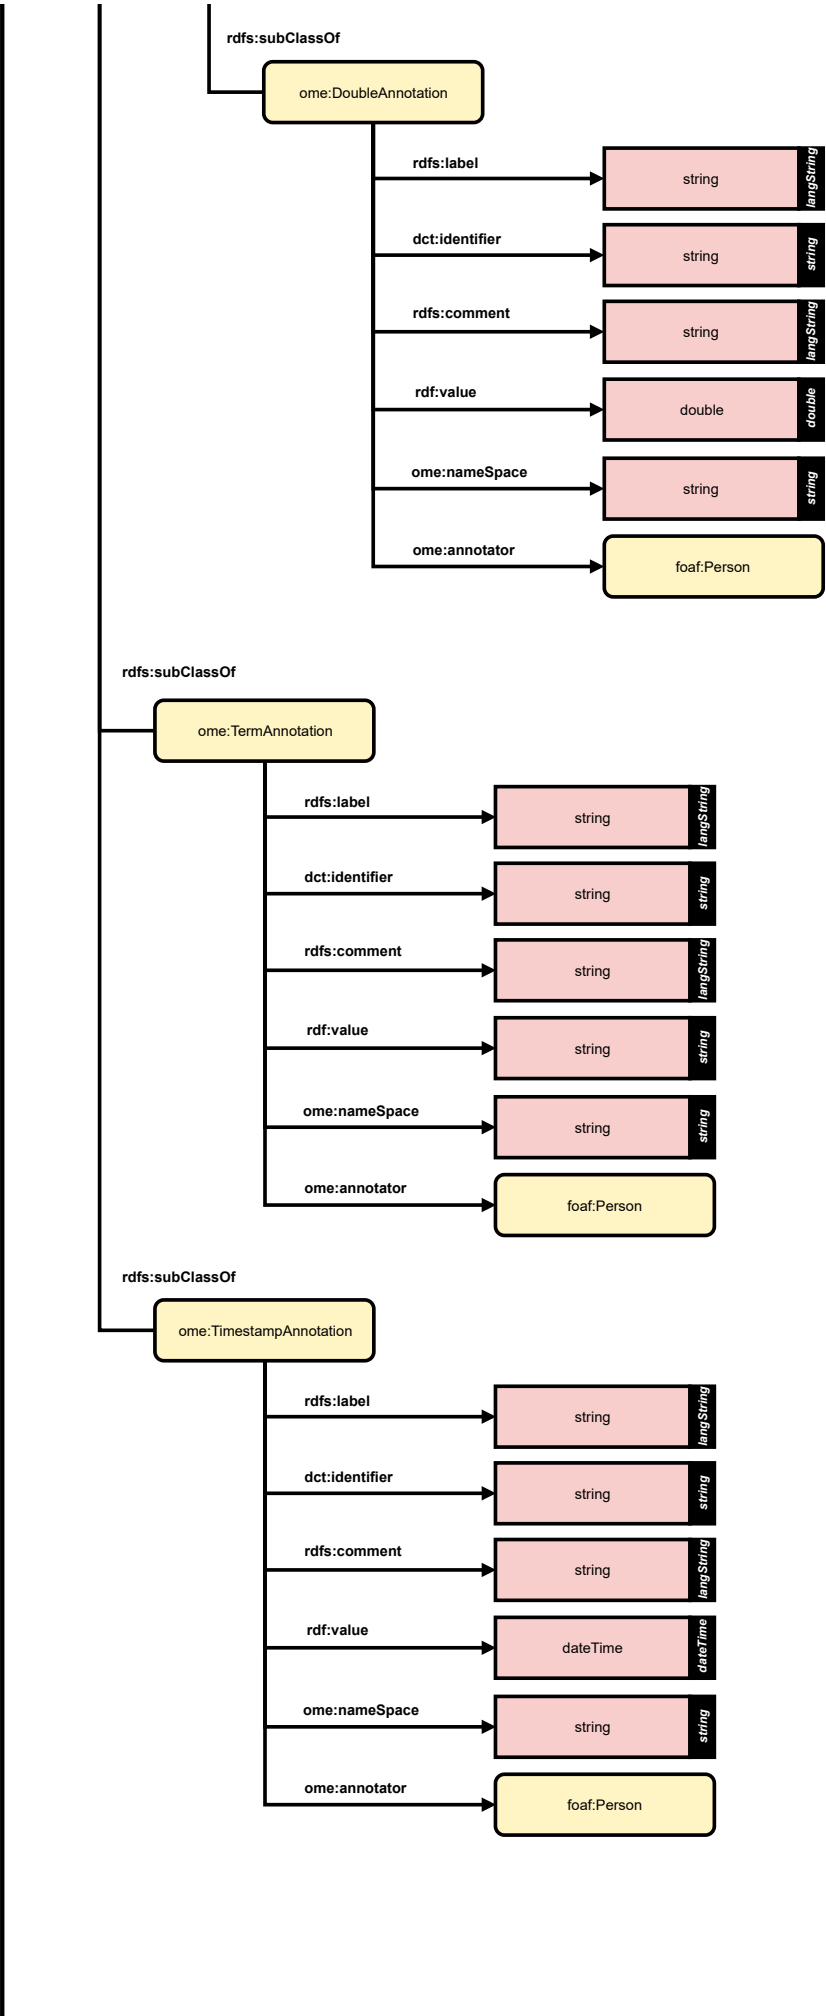 rdfs:subClassOf
ome:DoubleAnnotation
rdfs:label
string
langString
dct:identifier
string
string
rdfs:comment
string
langString
rdf:value
double
double
ome:nameSpace
string
string
ome:annotator
foaf:Person
rdfs:subClassOf
ome:TermAnnotation
rdfs:label
string
langString
dct:identifier
string
string
rdfs:comment
string
langString
rdf:value
string
string
ome:nameSpace
string
string
ome:annotator
foaf:Person
rdfs:subClassOf
ome:TimestampAnnotation
rdfs:label
string
langString
dct:identifier
string
string
rdfs:comment
string
langString
rdf:value
dateTime
dateTime
ome:nameSpace
string
string
ome:annotator
foaf:Person